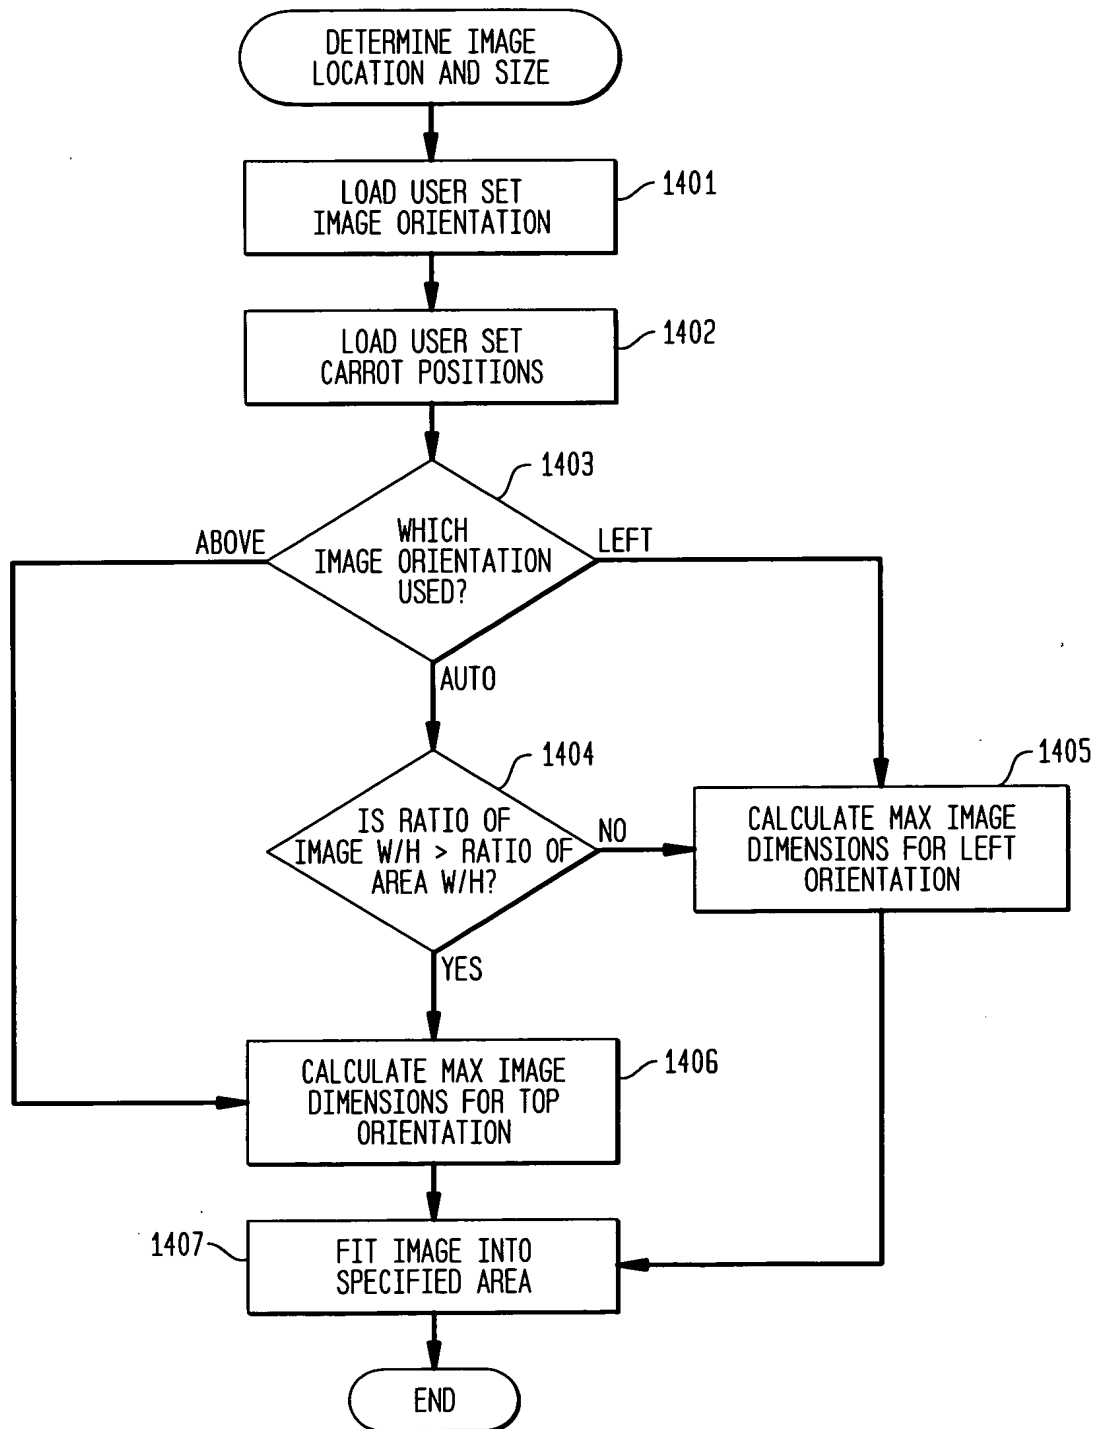 DETERMINE IMAGE
LOCATION AND SIZE
LOAD USER SET
IMAGE ORIENTATION
1401
LOAD USER SET
CARROT POSITIONS
1402
1403
WHICH
IMAGE ORIENTATION
USED?
ABOVE
LEFT
AUTO
1404
IS RATIO OF
IMAGE W/H > RATIO OF
AREA W/H?
NO
YES
1405
CALCULATE MAX IMAGE
DIMENSIONS FOR LEFT
ORIENTATION
CALCULATE MAX IMAGE
DIMENSIONS FOR TOP
ORIENTATION
1406
1407
FIT IMAGE INTO
SPECIFIED AREA
END